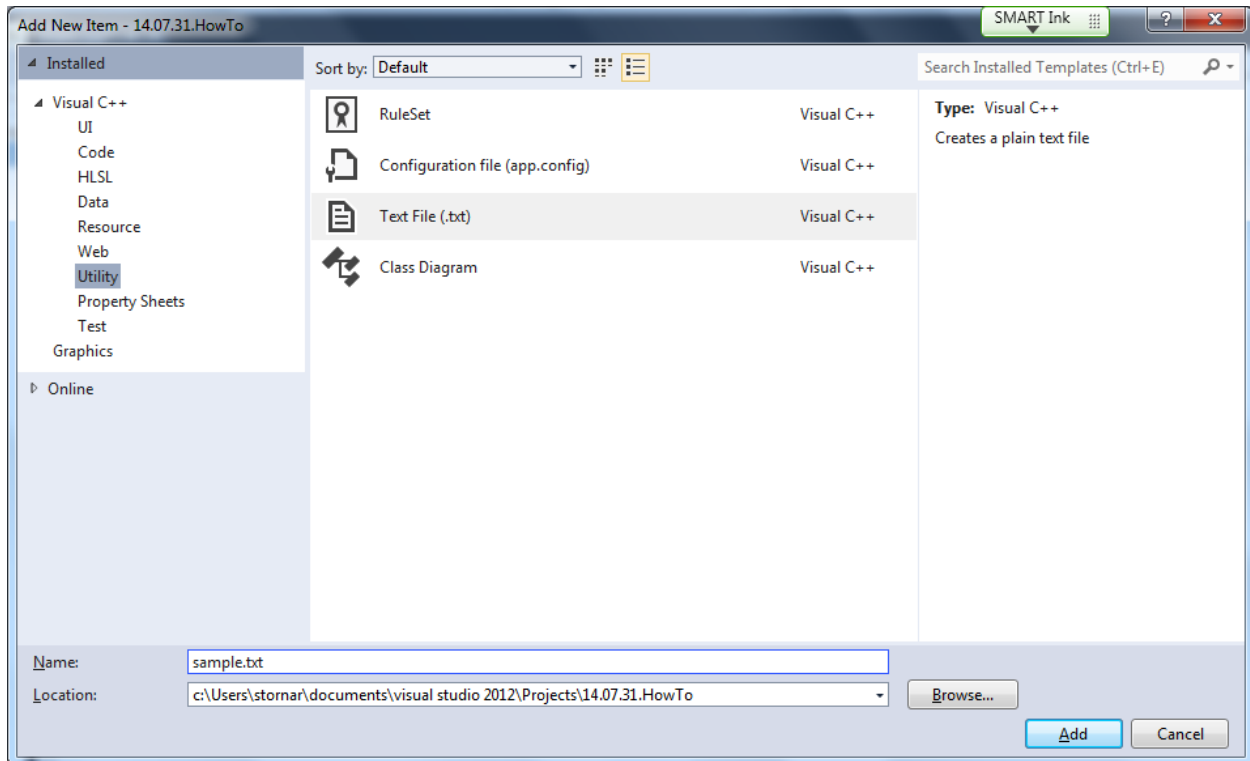 Add New Item - 14.07.31.HowTo
SMART Ink
?
X
Installed
Sort by: Default
Search Installed Templates (Ctrl+E)
Visual C++
UI
Code
HLSL
Data
Resource
Web
Utility
Property Sheets
Test
Graphics
Online
RuleSet Visual C++
Configuration file (app.config) Visual C++
Text File (.txt) Visual C++
Class Diagram Visual C++
Type: Visual C++
Creates a plain text file
Name: sample.txt
Location: c:\Users\stornar\documents\visual studio 2012\Projects\14.07.31.HowTo
Browse...
Add
Cancel